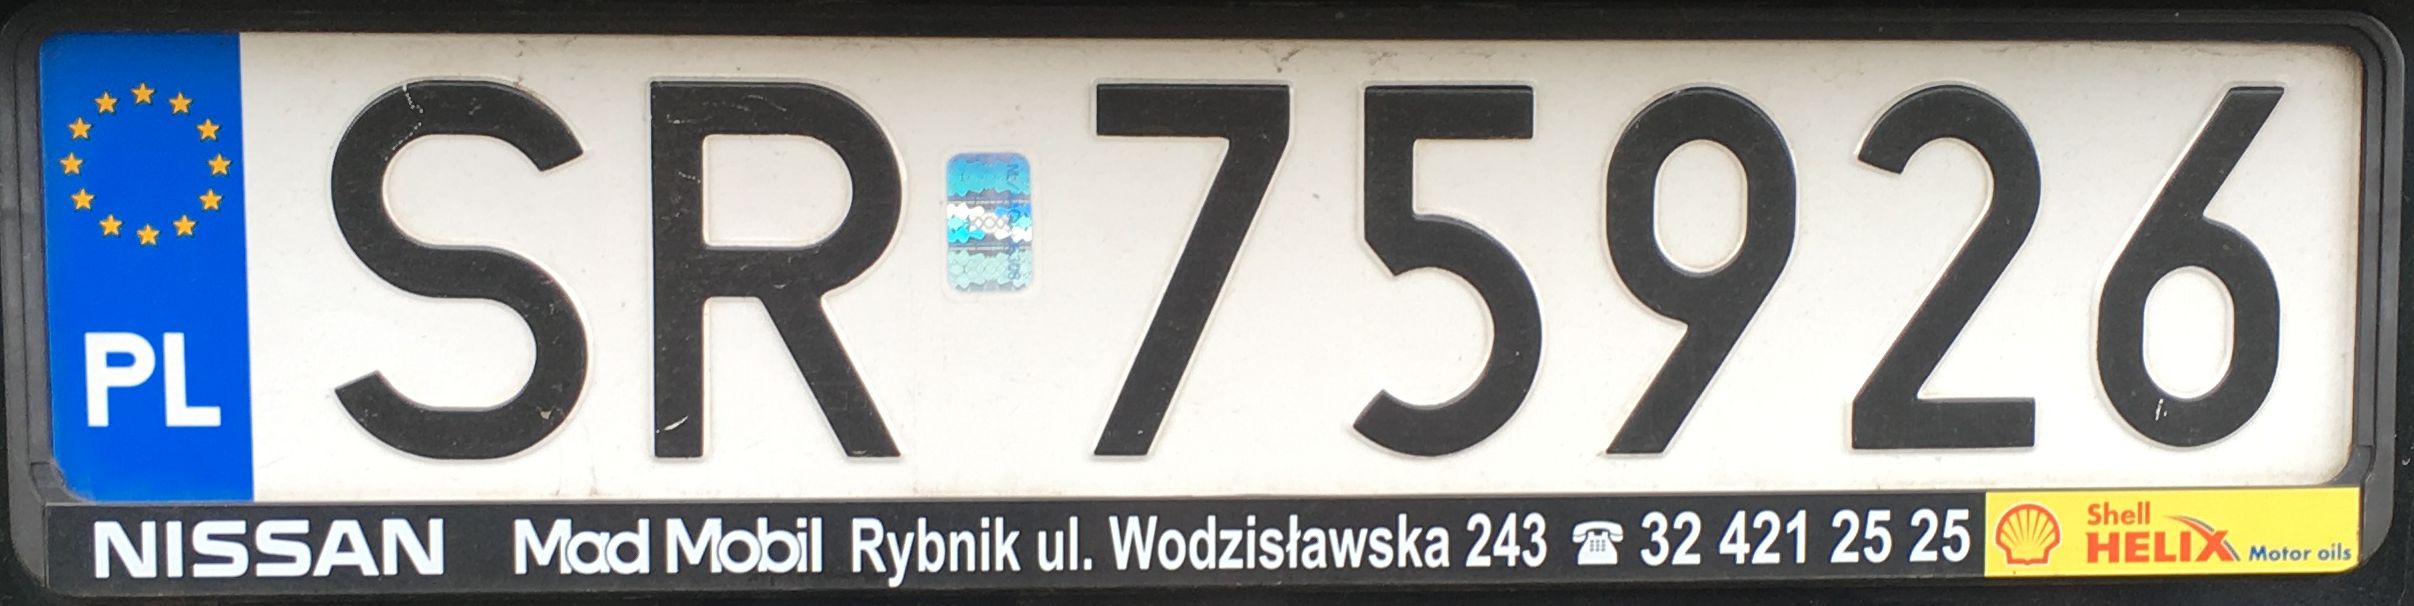 PL SR 75926
NISSAN Mad Mobil Rybnik ul. Wodzisławska 243 ☎ 32 421 25 25 Shell HELIX Motor oils